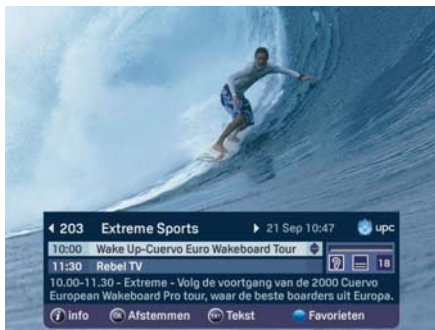 203 Extreme Sports 21 Sep 10:47 upc
10:00 Wake Up-Cuervo Euro Wakeboard Tour
11:30 Rebel TV 18
10.00-11.30 - Extreme - Volg de voortgang van de 2000 Cuervo
European Wakeboard Pro tour, waar de beste boarders uit Europa.
i info OK Afstemmen TXT Tekst Favorieten